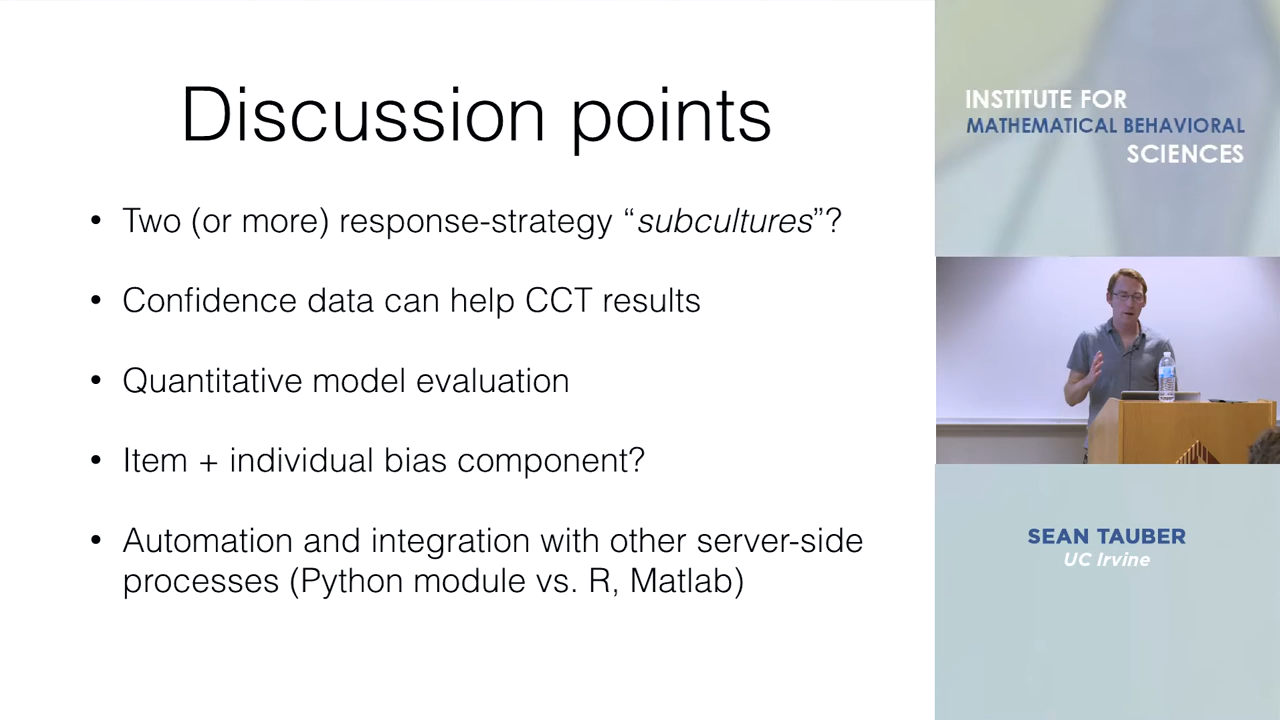 Discussion points
• Two (or more) response-strategy “subcultures”?
• Confidence data can help CCT results
• Quantitative model evaluation
• Item + individual bias component?
• Automation and integration with other server-side
processes (Python module vs. R, Matlab)
INSTITUTE FOR
MATHEMATICAL BEHAVIORAL
SCIENCES
SEAN TAUBER
UC Irvine